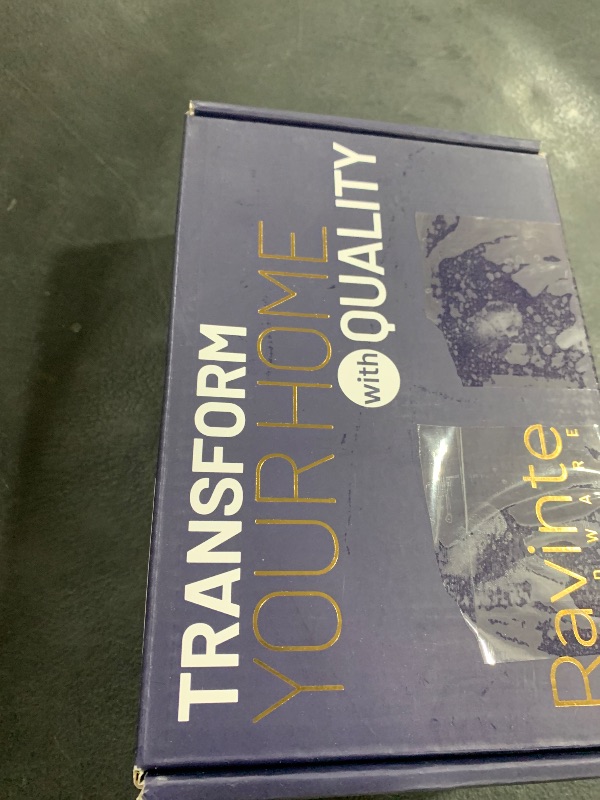 TRANSFORM
YOUR HOME
with QUALITY
Ravinte